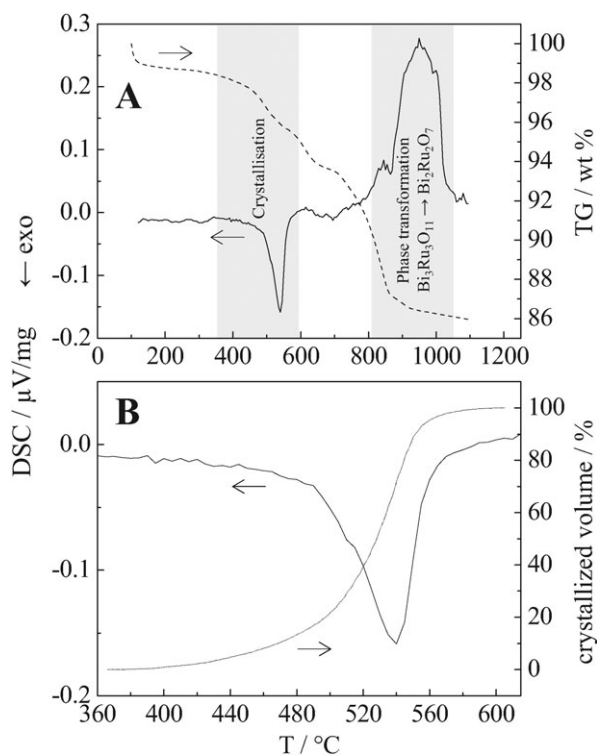 A
0.3
0.2
0.1
0.0
-0.1
-0.2
100
98
96
94
92
90
88
86
TG / wt %
Crystallisation
Phase transformation
Bi₃Ru₃O₁₁ → Bi₂Ru₂O₇
0 200 400 600 800 1000 1200
DSC / µV/mg ← exo
B
0.0
-0.1
-0.2
100
80
60
40
20
0
crystallized volume / %
360 400 440 480 520 560 600
T / °C